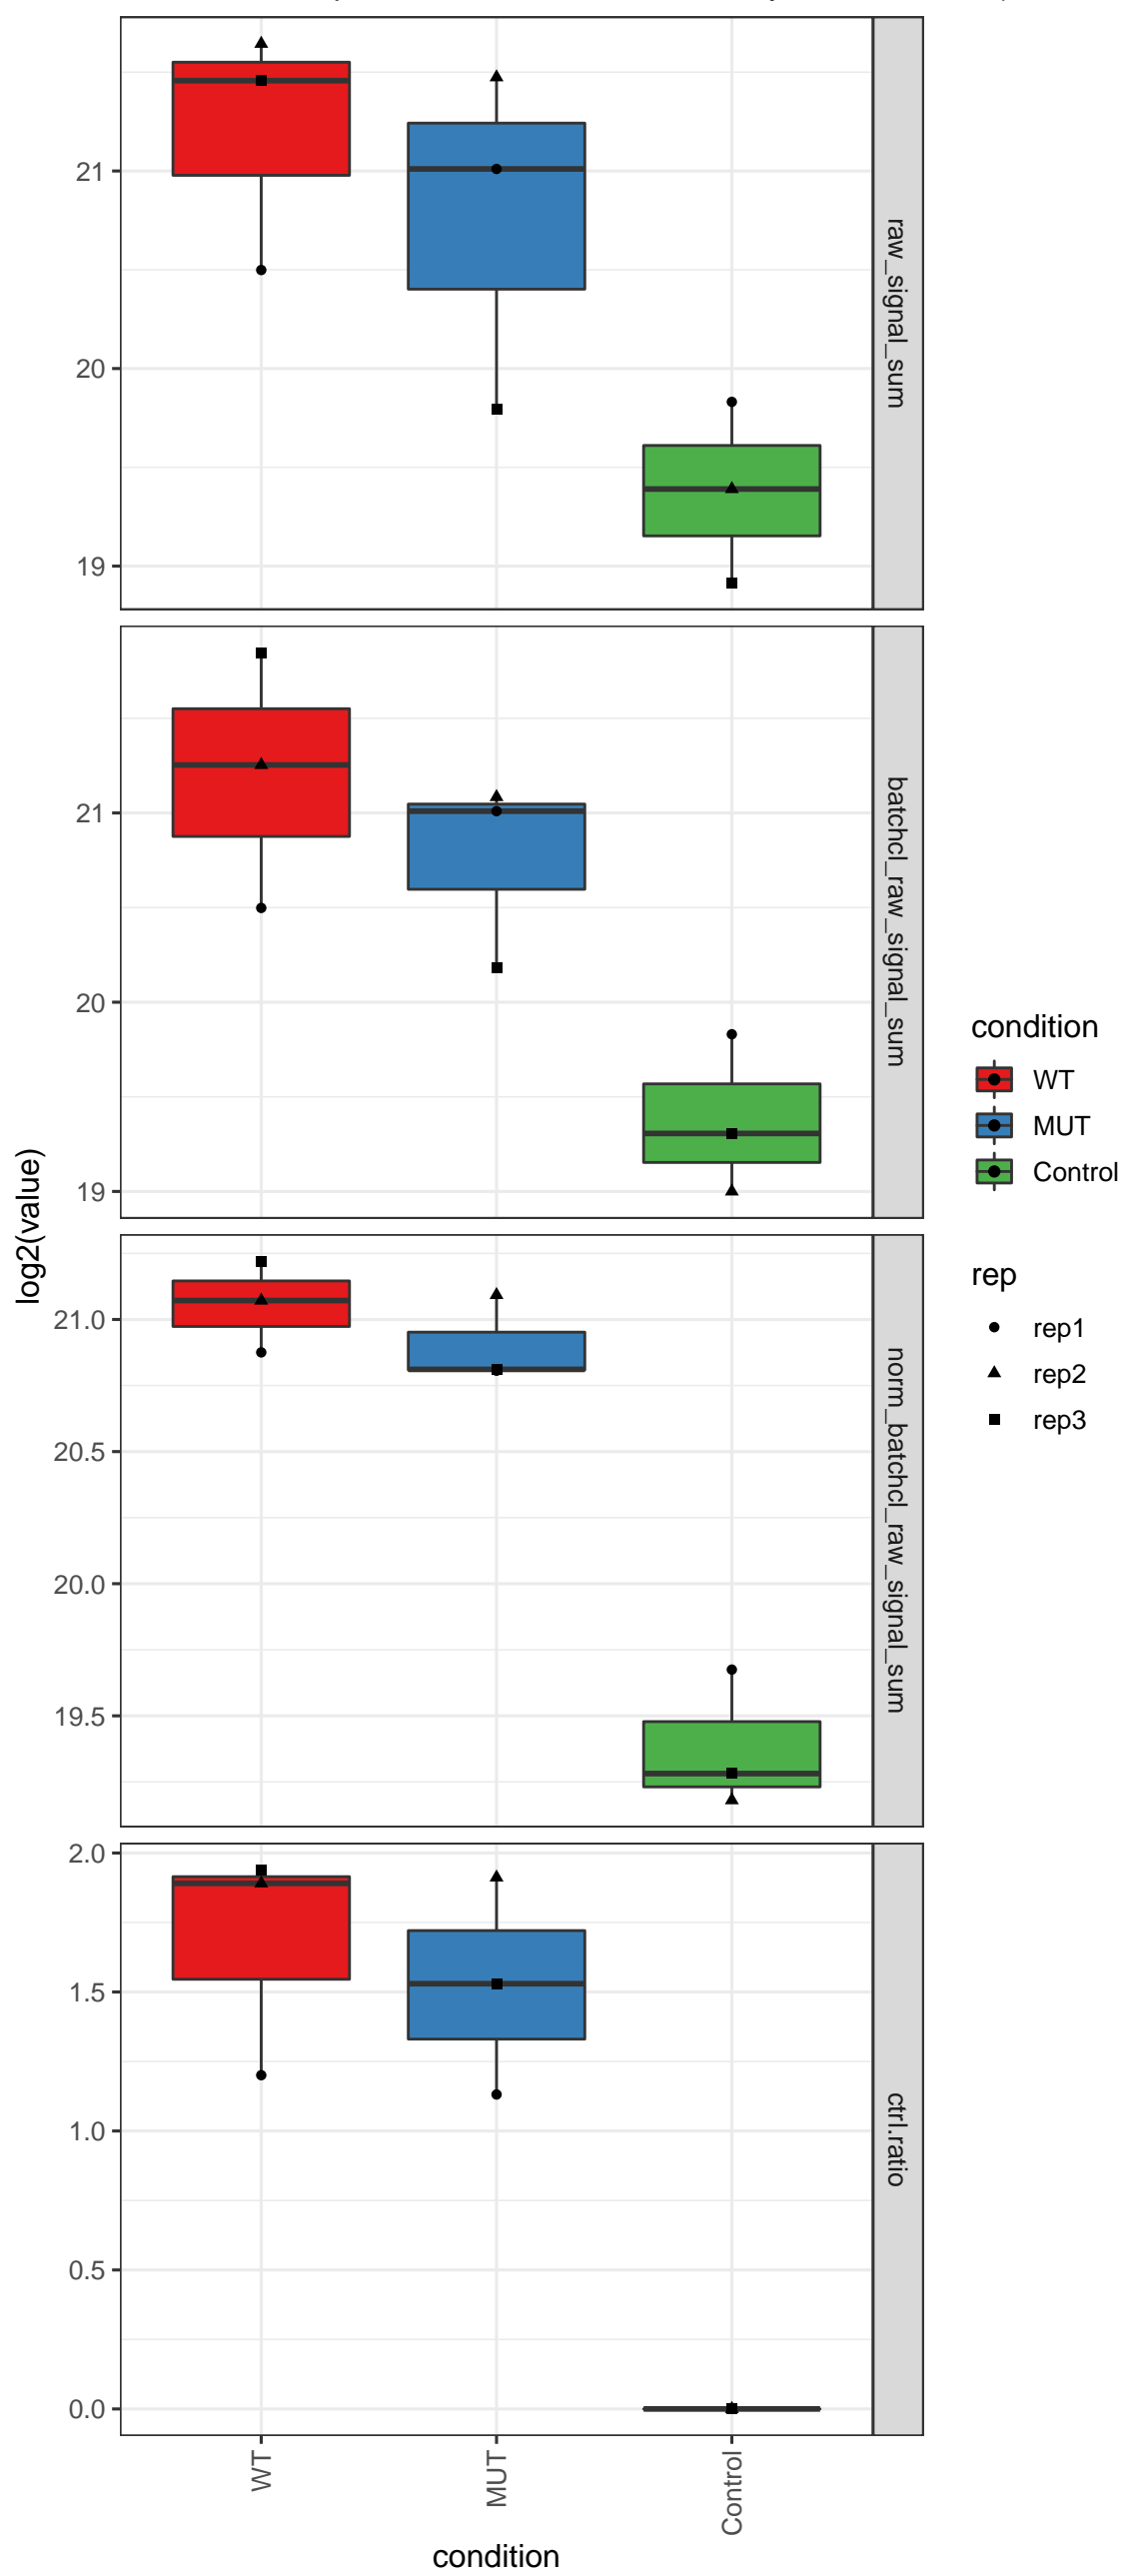 log2(value)
21
20
19
raw_signal_sum
21
20
19
batchcl_raw_signal_sum
21.0
20.5
20.0
19.5
norm_batchcl_raw_signal_sum
2.0
1.5
1.0
0.5
0.0
ctrl.ratio
WT
MUT
Control
condition
condition
WT
MUT
Control
rep
rep1
rep2
rep3